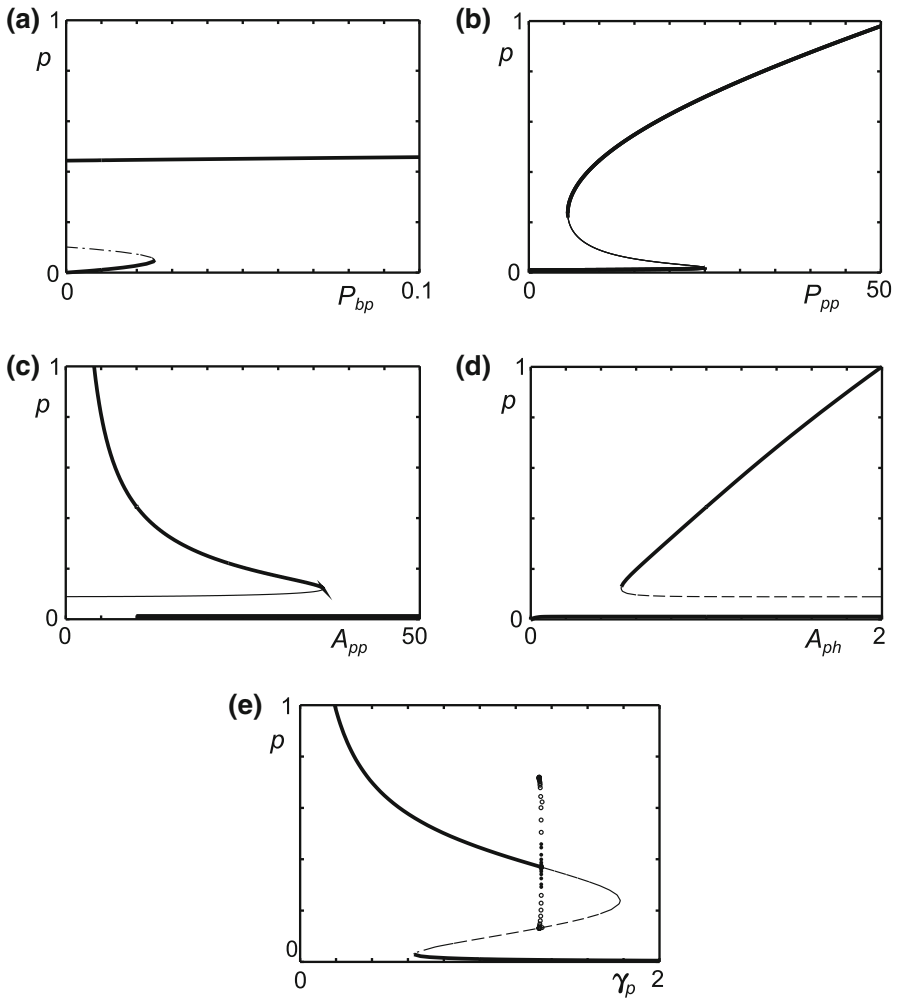 (a) 1
p
0
0 P_bp 0.1
(b) 1
p
0
0 P_pp 50
(c) 1
p
0
0 A_pp 50
(d) 1
p
0
0 A_ph 2
(e) 1
p
0
0 γ_p 2